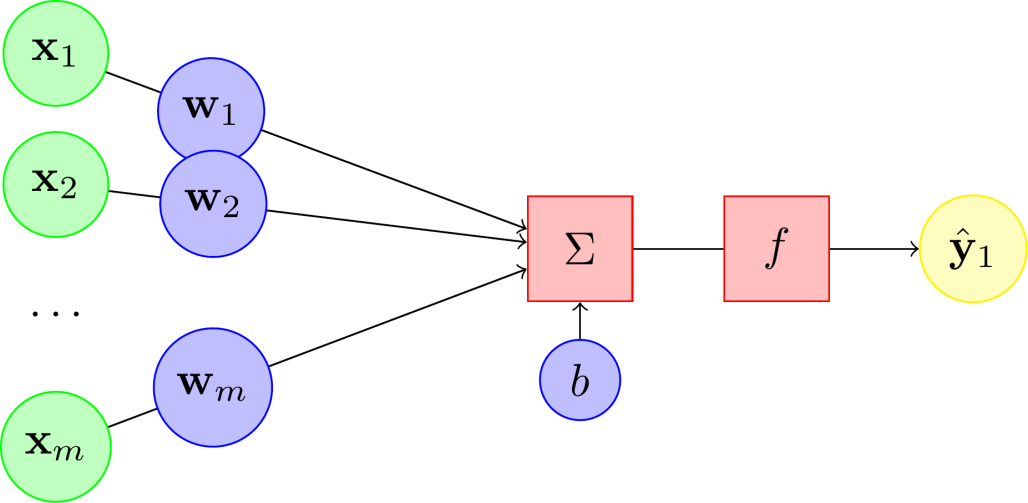 x₁
w₁
x₂
w₂
Σ
f
ŷ₁
...
wₘ
b
xₘ